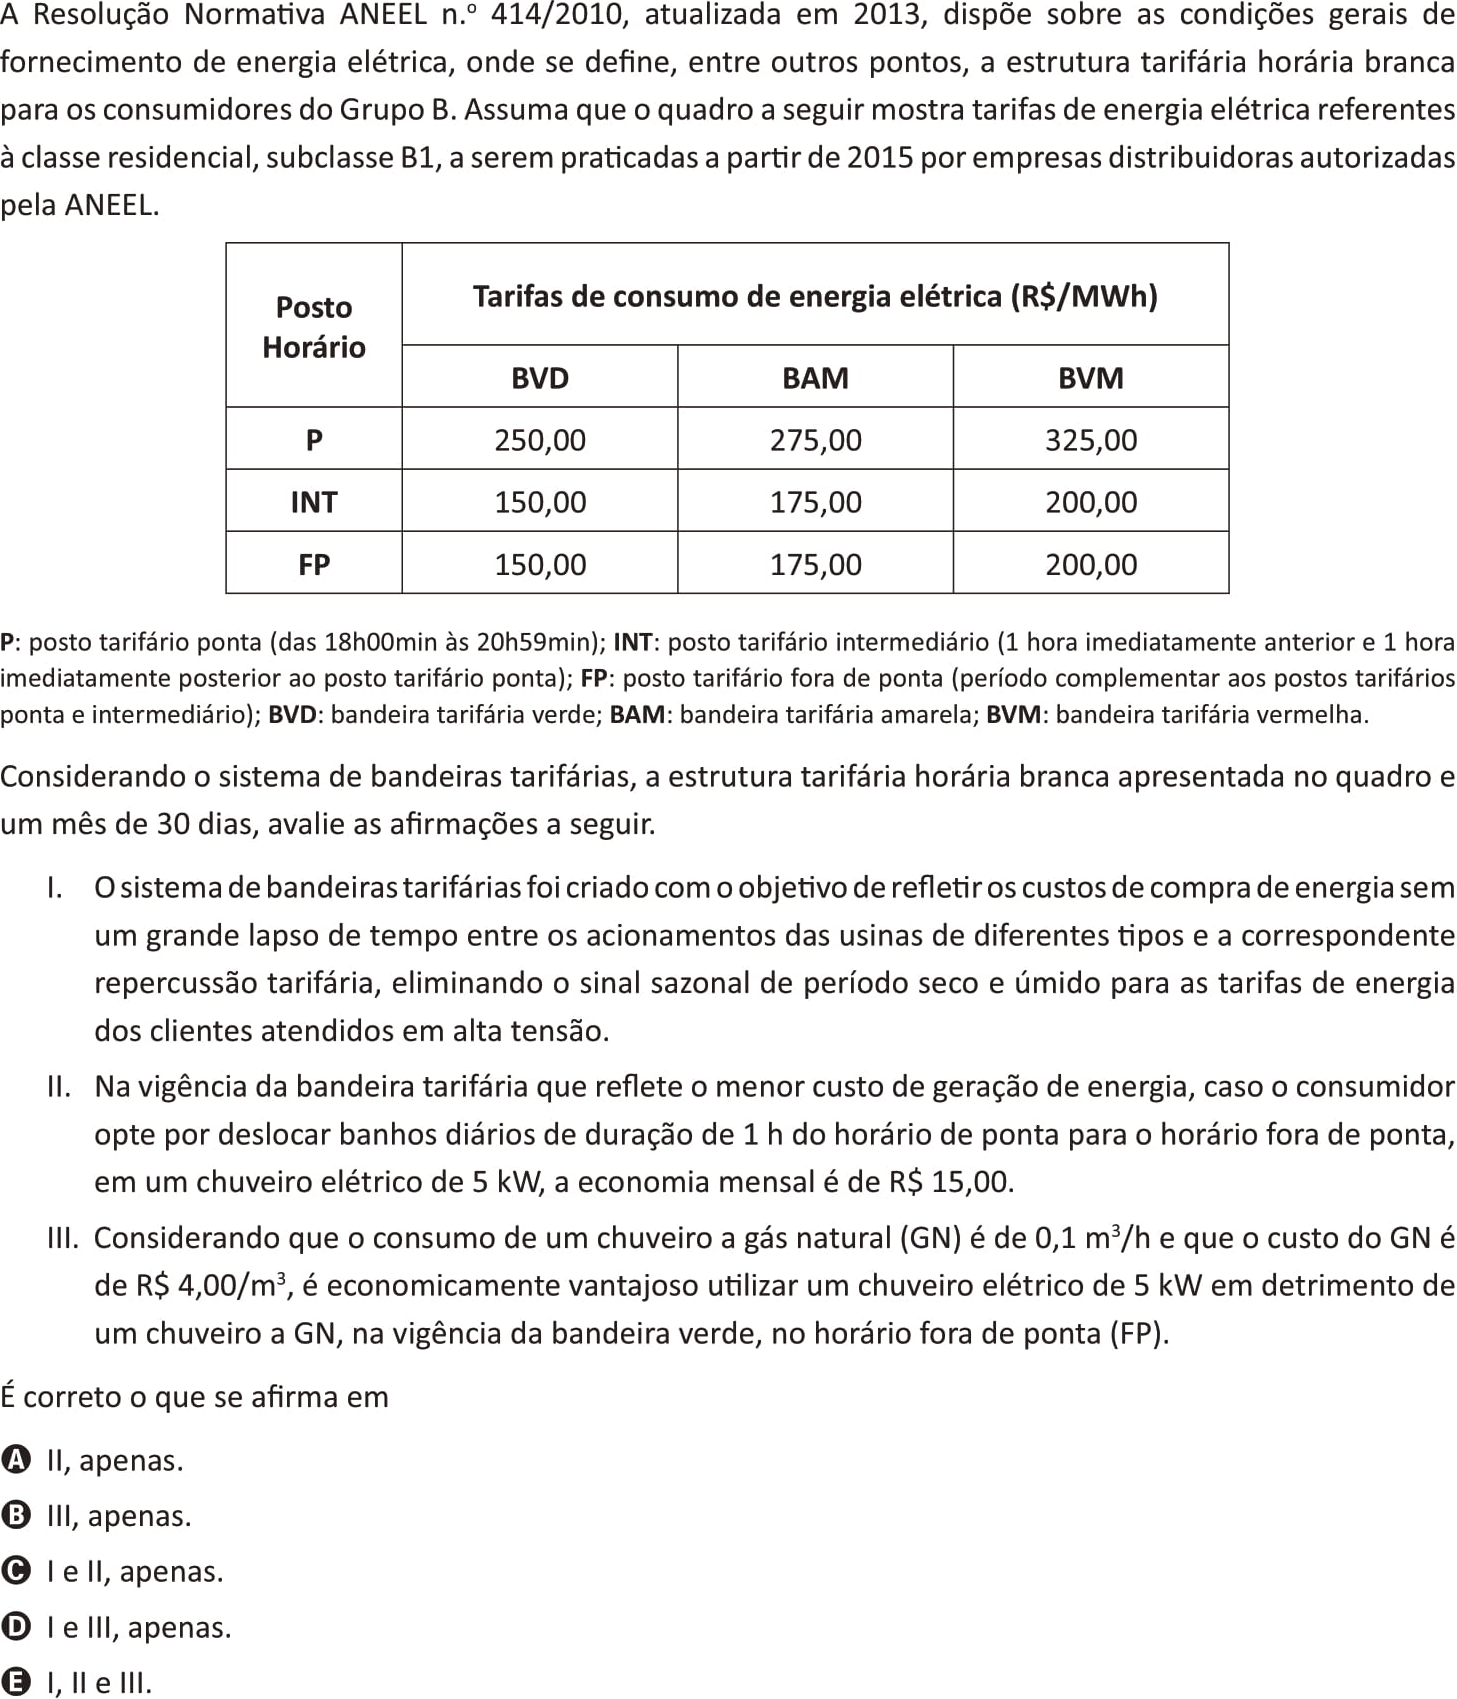 A Resolução Normativa ANEEL n.º 414/2010, atualizada em 2013, dispõe sobre as condições gerais de
fornecimento de energia elétrica, onde se define, entre outros pontos, a estrutura tarifária horária branca
para os consumidores do Grupo B. Assuma que o quadro a seguir mostra tarifas de energia elétrica referentes
à classe residencial, subclasse B1, a serem praticadas a partir de 2015 por empresas distribuidoras autorizadas
pela ANEEL.
Posto
Horário
Tarifas de consumo de energia elétrica (R$/MWh)
BVD BAM BVM
P 250,00 275,00 325,00
INT 150,00 175,00 200,00
FP 150,00 175,00 200,00
P: posto tarifário ponta (das 18h00min às 20h59min); INT: posto tarifário intermediário (1 hora imediatamente anterior e 1 hora
imediatamente posterior ao posto tarifário ponta); FP: posto tarifário fora de ponta (período complementar aos postos tarifários
ponta e intermediário); BVD: bandeira tarifária verde; BAM: bandeira tarifária amarela; BVM: bandeira tarifária vermelha.
Considerando o sistema de bandeiras tarifárias, a estrutura tarifária horária branca apresentada no quadro e
um mês de 30 dias, avalie as afirmações a seguir.
I. O sistema de bandeiras tarifárias foi criado com o objetivo de refletir os custos de compra de energia sem
um grande lapso de tempo entre os acionamentos das usinas de diferentes tipos e a correspondente
repercussão tarifária, eliminando o sinal sazonal de período seco e úmido para as tarifas de energia
dos clientes atendidos em alta tensão.
II. Na vigência da bandeira tarifária que reflete o menor custo de geração de energia, caso o consumidor
opte por deslocar banhos diários de duração de 1 h do horário de ponta para o horário fora de ponta,
em um chuveiro elétrico de 5 kW, a economia mensal é de R$ 15,00.
III. Considerando que o consumo de um chuveiro a gás natural (GN) é de 0,1 m³/h e que o custo do GN é
de R$ 4,00/m³, é economicamente vantajoso utilizar um chuveiro elétrico de 5 kW em detrimento de
um chuveiro a GN, na vigência da bandeira verde, no horário fora de ponta (FP).
É correto o que se afirma em
A II, apenas.
B III, apenas.
C I e II, apenas.
D I e III, apenas.
E I, II e III.